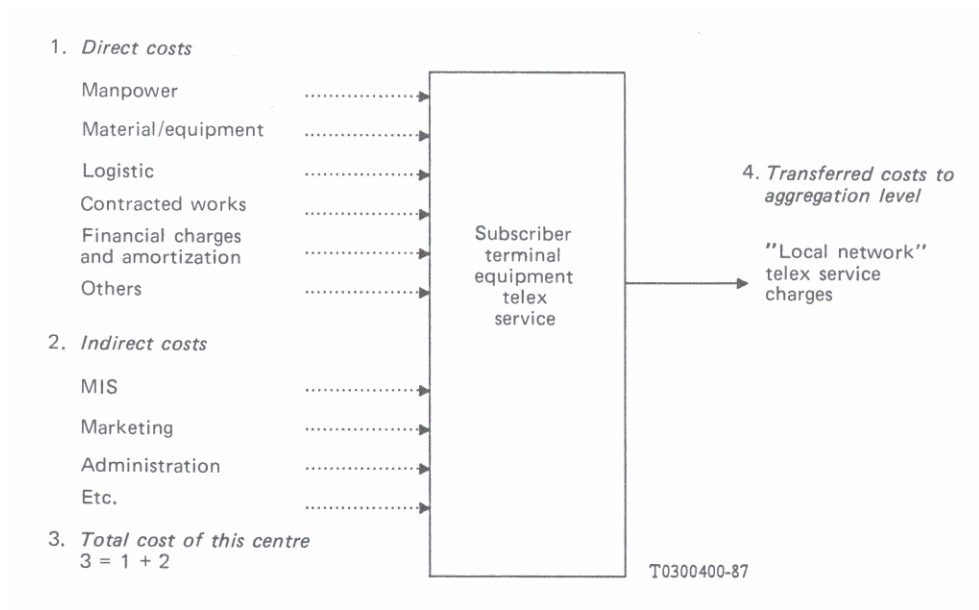 1. Direct costs
Manpower
Material/equipment
Logistic
Contracted works
Financial charges
and amortization
Others
2. Indirect costs
MIS
Marketing
Administration
Etc.
3. Total cost of this centre
3 = 1 + 2
Subscriber
terminal
equipment
telex
service
4. Transferred costs to
aggregation level
"Local network"
telex service
charges
T0300400-87